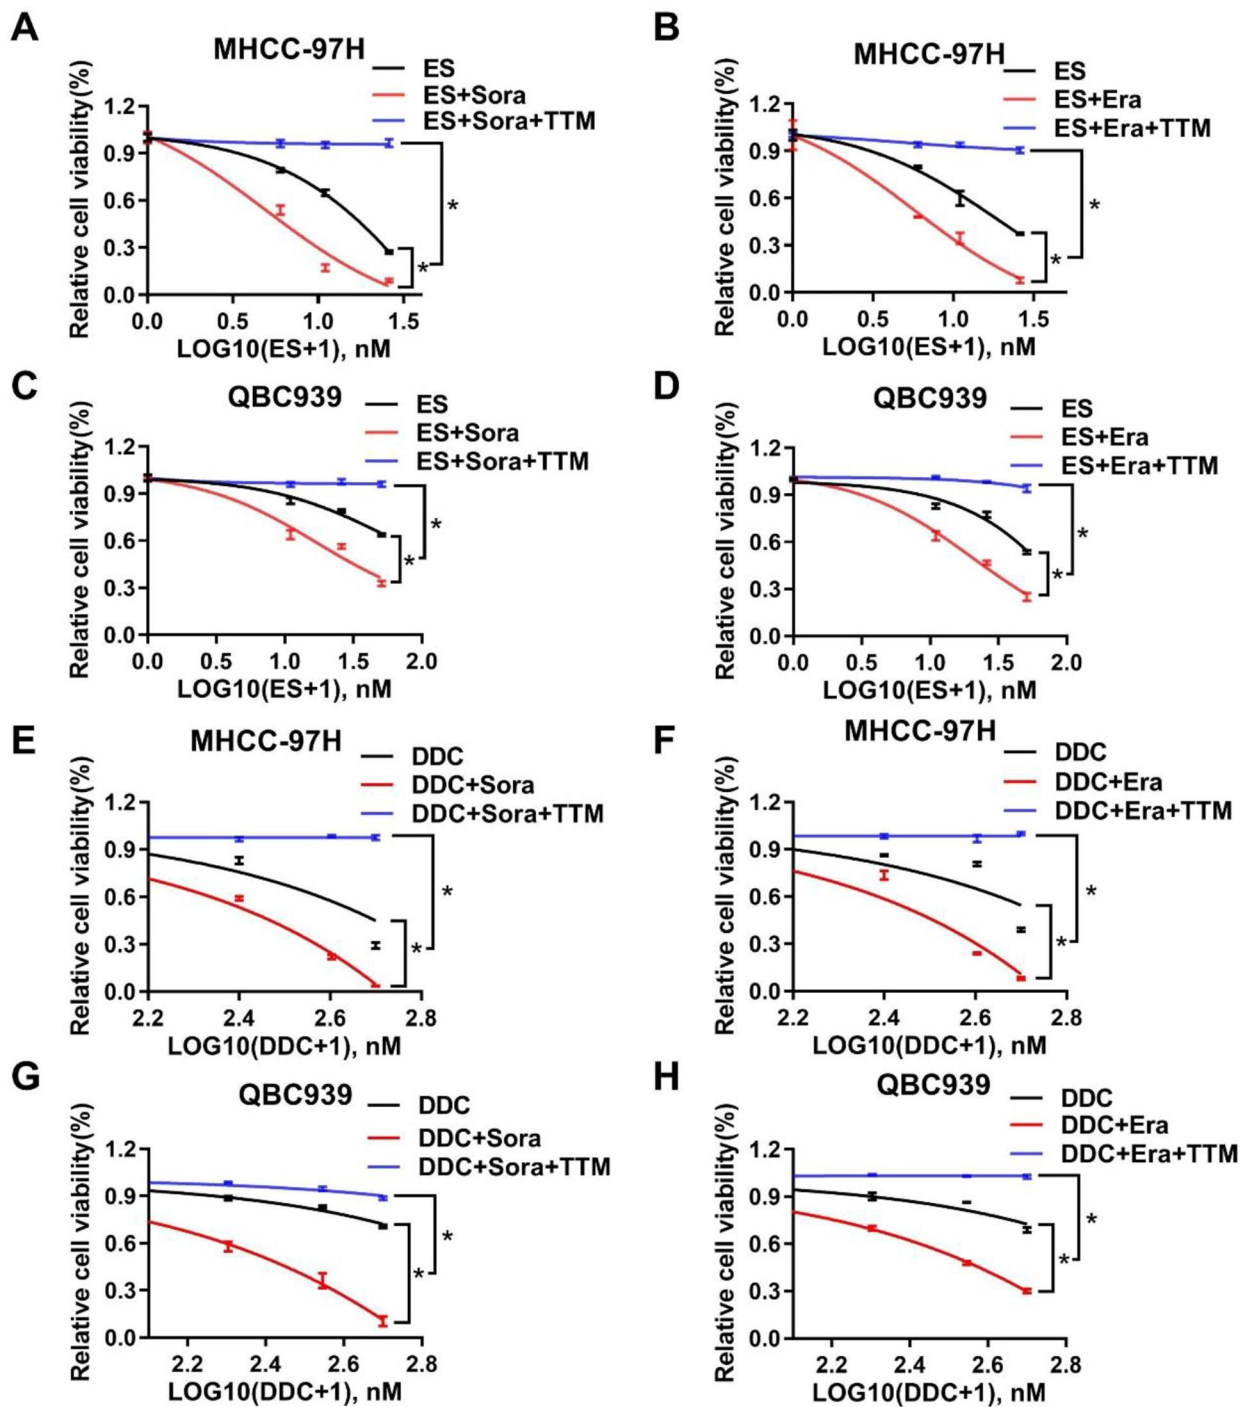 A
MHCC-97H
ES
ES+Sora
ES+Sora+TTM
Relative cell viability(%)
1.2
0.9
0.6
0.3
0.0
*
*
0.0 0.5 1.0 1.5
LOG10(ES+1), nM
B
MHCC-97H
ES
ES+Era
ES+Era+TTM
Relative cell viability(%)
1.2
0.9
0.6
0.3
0.0
*
*
0.0 0.5 1.0 1.5
LOG10(ES+1), nM
C
QBC939
ES
ES+Sora
ES+Sora+TTM
Relative cell viability(%)
1.2
0.9
0.6
0.3
0.0
*
*
0.0 0.5 1.0 1.5 2.0
LOG10(ES+1), nM
D
QBC939
ES
ES+Era
ES+Era+TTM
Relative cell viability(%)
1.2
0.9
0.6
0.3
0.0
*
*
0.0 0.5 1.0 1.5 2.0
LOG10(ES+1), nM
E
MHCC-97H
DDC
DDC+Sora
DDC+Sora+TTM
Relative cell viability(%)
1.2
0.9
0.6
0.3
0.0
*
*
2.2 2.4 2.6 2.8
LOG10(DDC+1), nM
F
MHCC-97H
DDC
DDC+Era
DDC+Era+TTM
Relative cell viability(%)
1.2
0.9
0.6
0.3
0.0
*
*
2.2 2.4 2.6 2.8
LOG10(DDC+1), nM
G
QBC939
DDC
DDC+Sora
DDC+Sora+TTM
Relative cell viability(%)
1.2
0.9
0.6
0.3
0.0
*
*
2.2 2.4 2.6 2.8
LOG10(DDC+1), nM
H
QBC939
DDC
DDC+Era
DDC+Era+TTM
Relative cell viability(%)
1.2
0.9
0.6
0.3
0.0
*
*
2.2 2.4 2.6 2.8
LOG10(DDC+1), nM